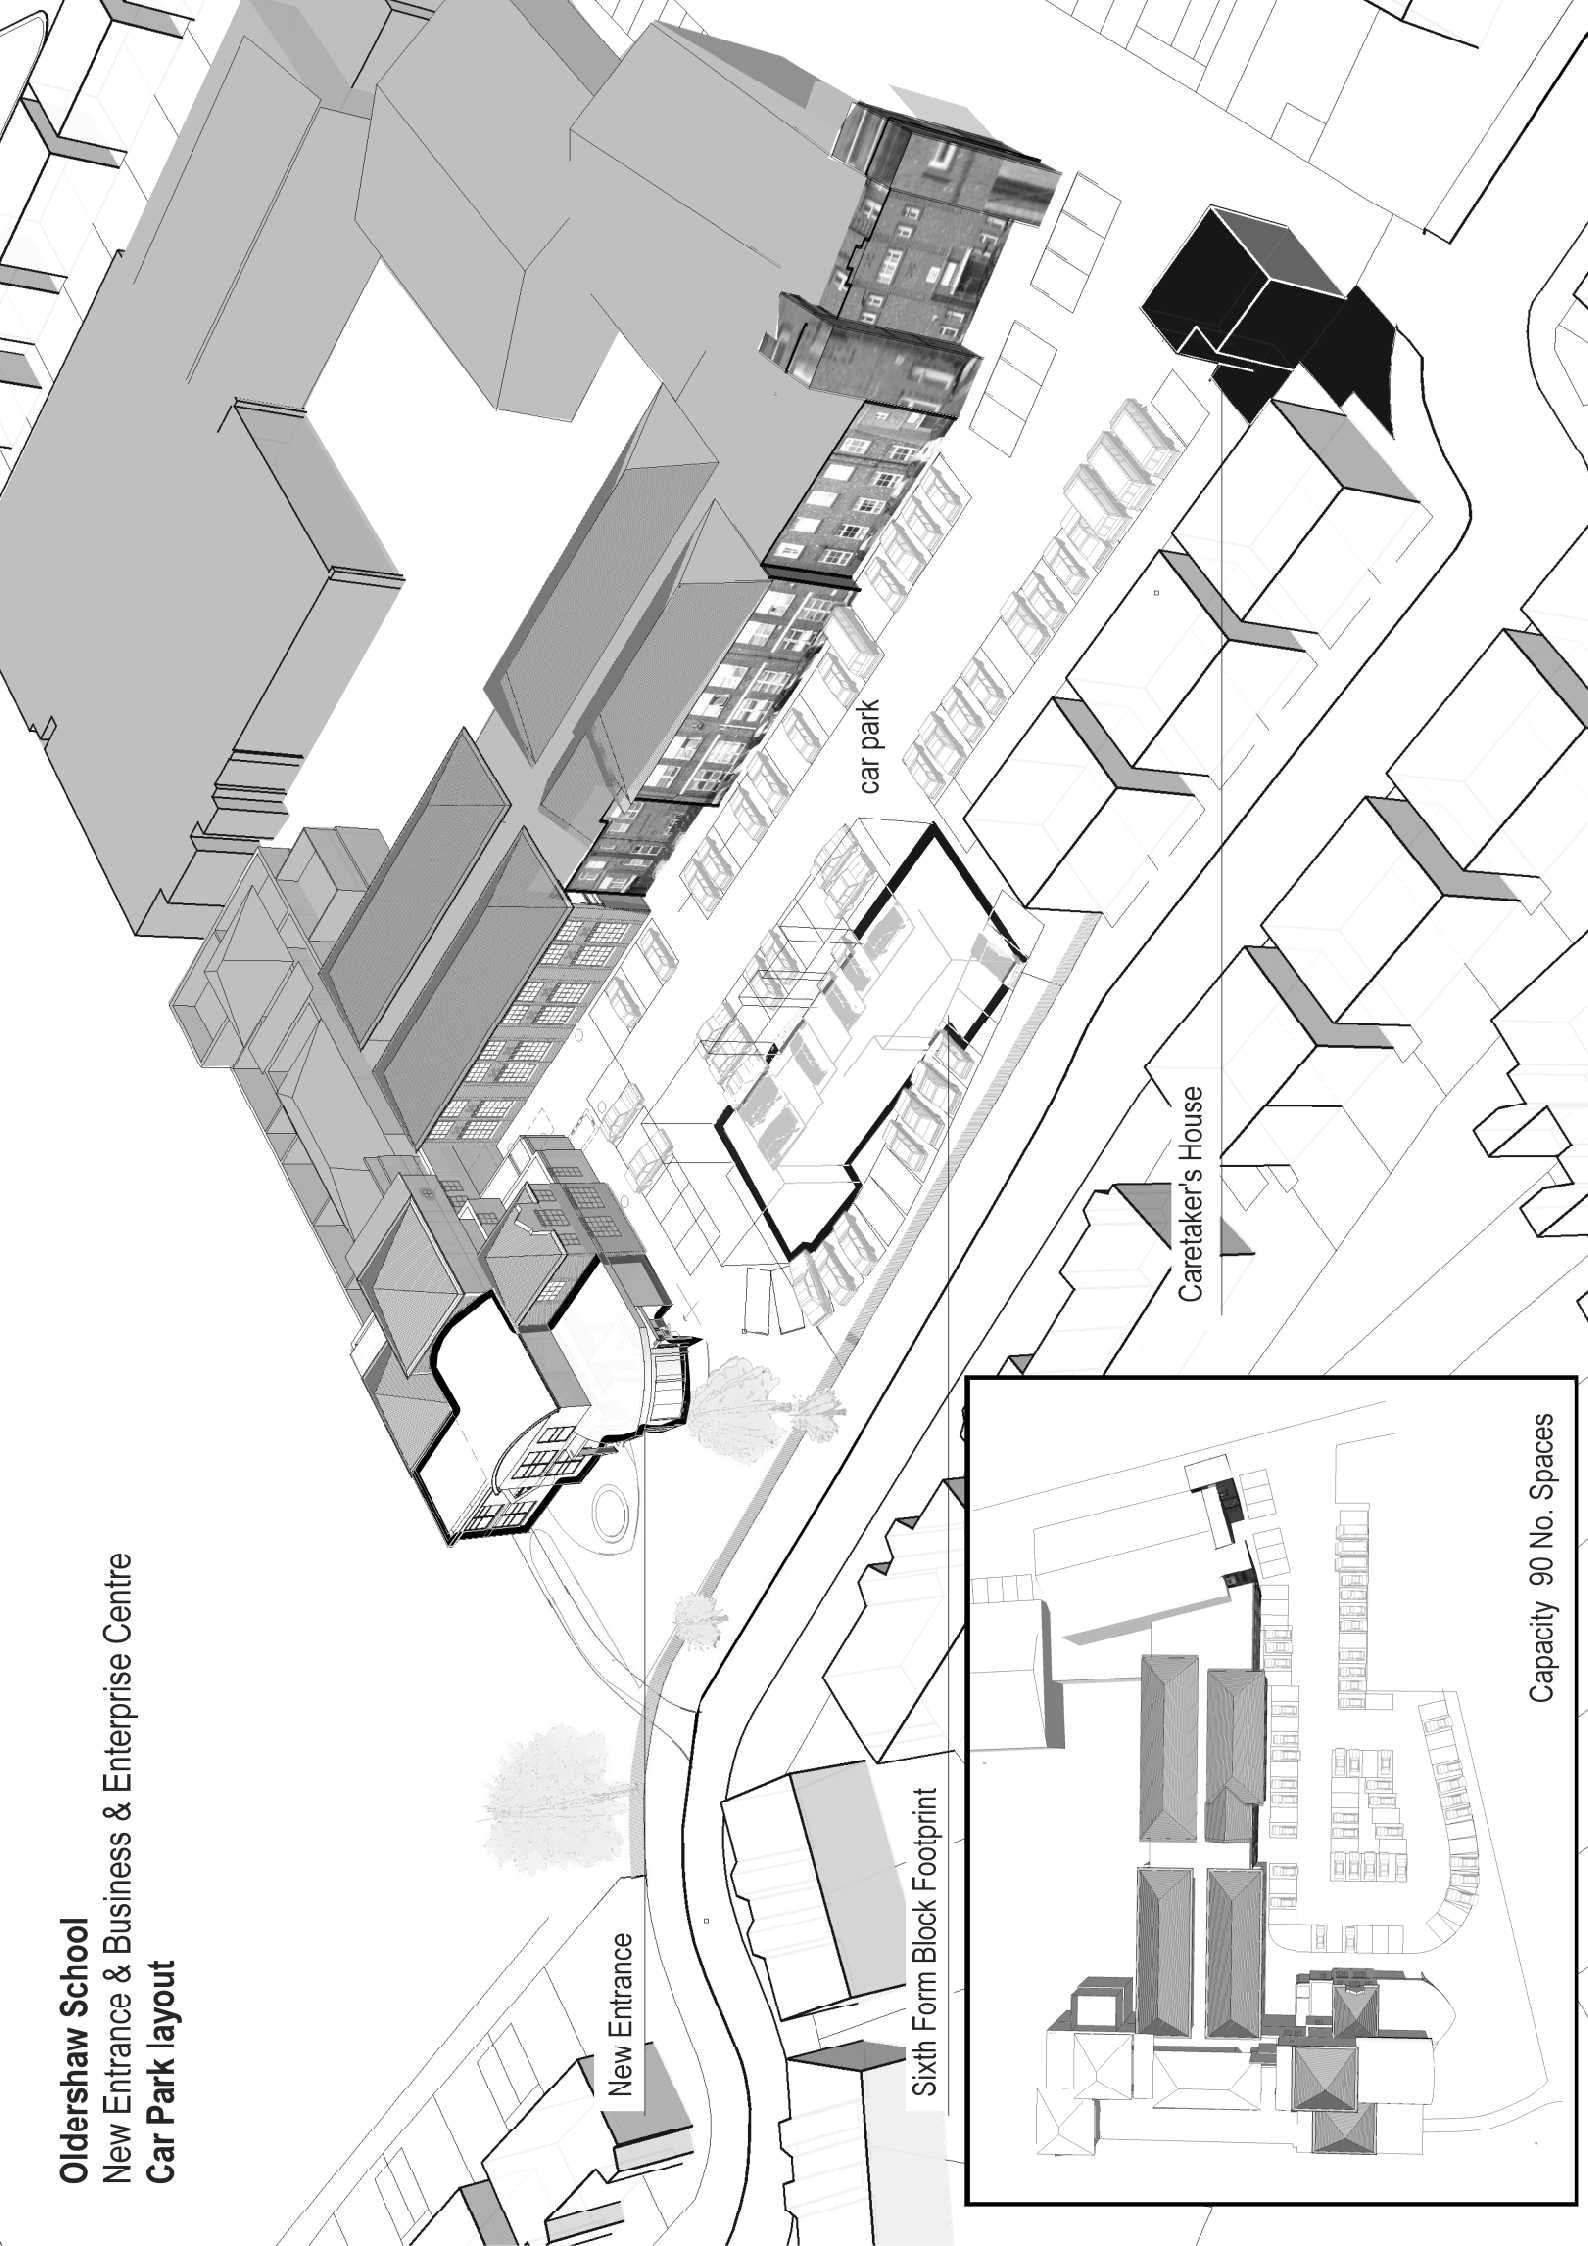 Oldershaw School
New Entrance & Business & Enterprise Centre
Car Park layout
New Entrance
car park
Sixth Form Block Footprint
Caretaker's House
Capacity 90 No. Spaces